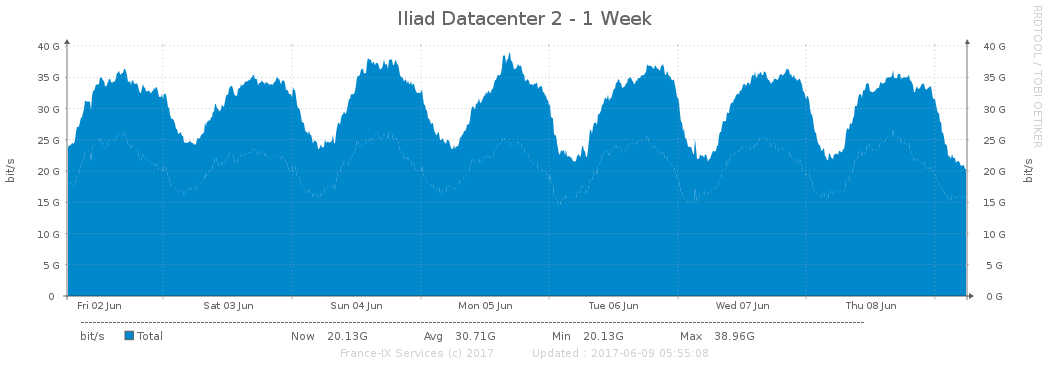 Iliad Datacenter 2 - 1 Week
RRDTOOL / TOBI OETIKER
bit/s
bit/s
40 G 40 G
35 G 35 G
30 G 30 G
25 G 25 G
20 G 20 G
15 G 15 G
10 G 10 G
5 G 5 G
0 0 G
Fri 02 Jun Sat 03 Jun Sun 04 Jun Mon 05 Jun Tue 06 Jun Wed 07 Jun Thu 08 Jun
bit/s Total Now 20.13G Avg 30.71G Min 20.13G Max 38.96G
France-IX Services (c) 2017 Updated : 2017-06-09 05:55:08